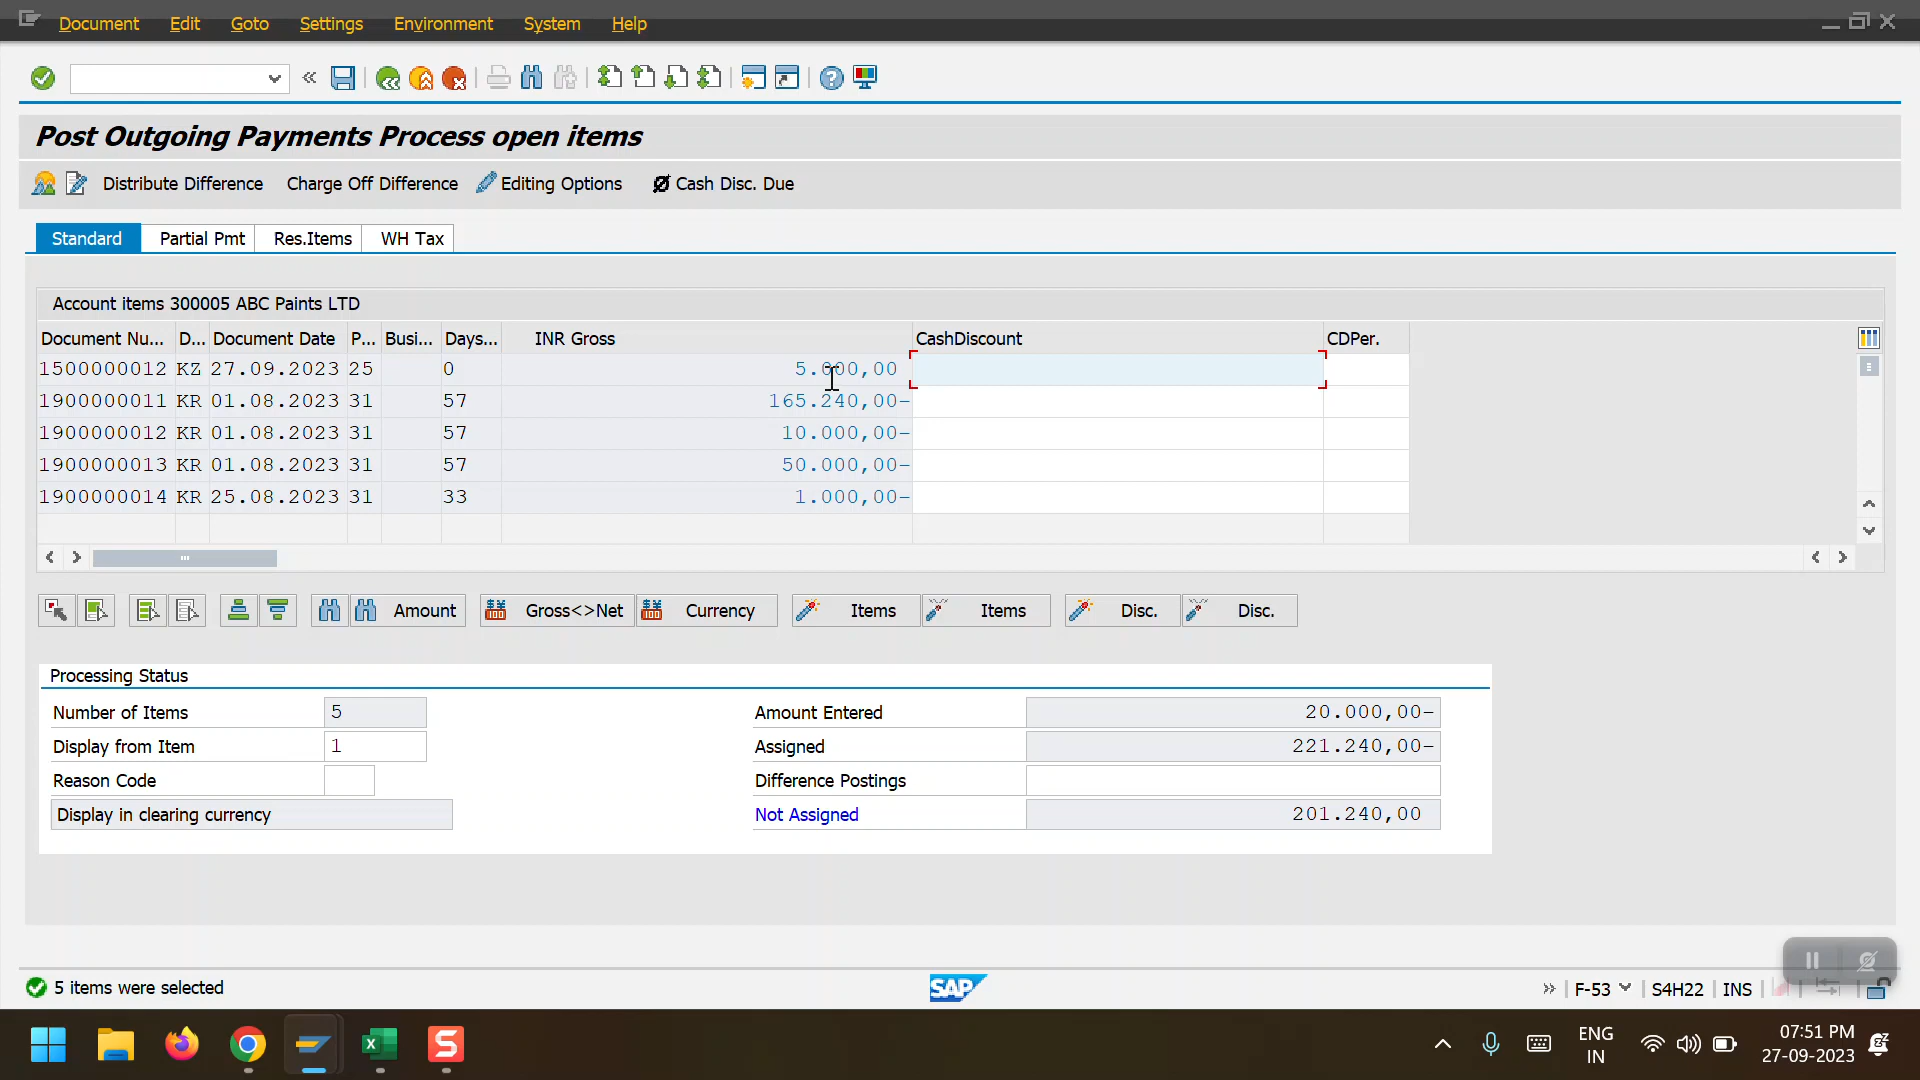 Document Edit Goto Settings Environment System Help
Post Outgoing Payments Process open items
Distribute Difference Charge Off Difference Editing Options Cash Disc. Due
Standard Partial Pmt Res.Items WH Tax
Account items 300005 ABC Paints LTD
Document Nu... D... Document Date P... Busi... Days... INR Gross CashDiscount CDPer.
1500000012 KZ 27.09.2023 25 0 5.000,00
1900000011 KR 01.08.2023 31 57 165.240,00-
1900000012 KR 01.08.2023 31 57 10.000,00-
1900000013 KR 01.08.2023 31 57 50.000,00-
1900000014 KR 25.08.2023 31 33 1.000,00-
Amount Gross<>Net Currency Items Items Disc. Disc.
Processing Status
Number of Items 5 Amount Entered 20.000,00-
Display from Item 1 Assigned 221.240,00-
Reason Code Difference Postings
Display in clearing currency Not Assigned 201.240,00
5 items were selected SAP F-53 S4H22 INS
ENG 07:51 PM
IN 27-09-2023